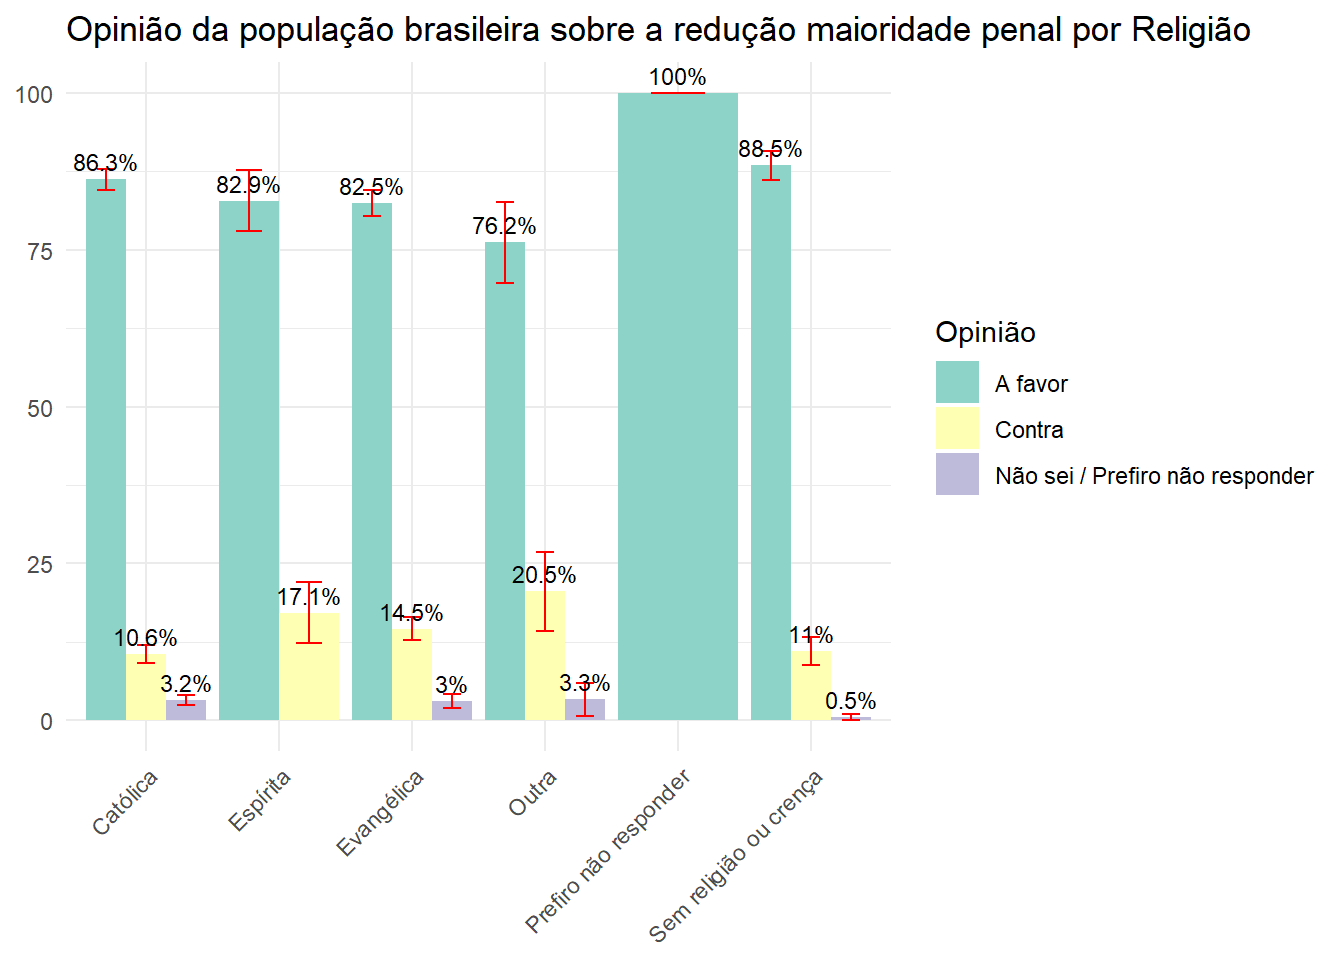 Opinião da população brasileira sobre a redução maioridade penal por Religião
100
75
50
25
0
86.3%
10.6%
3.2%
82.9%
17.1%
82.5%
14.5%
3%
76.2%
20.5%
3.3%
100%
88.5%
11%
0.5%
Católica
Espírita
Evangélica
Outra
Prefiro não responder
Sem religião ou crença
Opinião
A favor
Contra
Não sei / Prefiro não responder